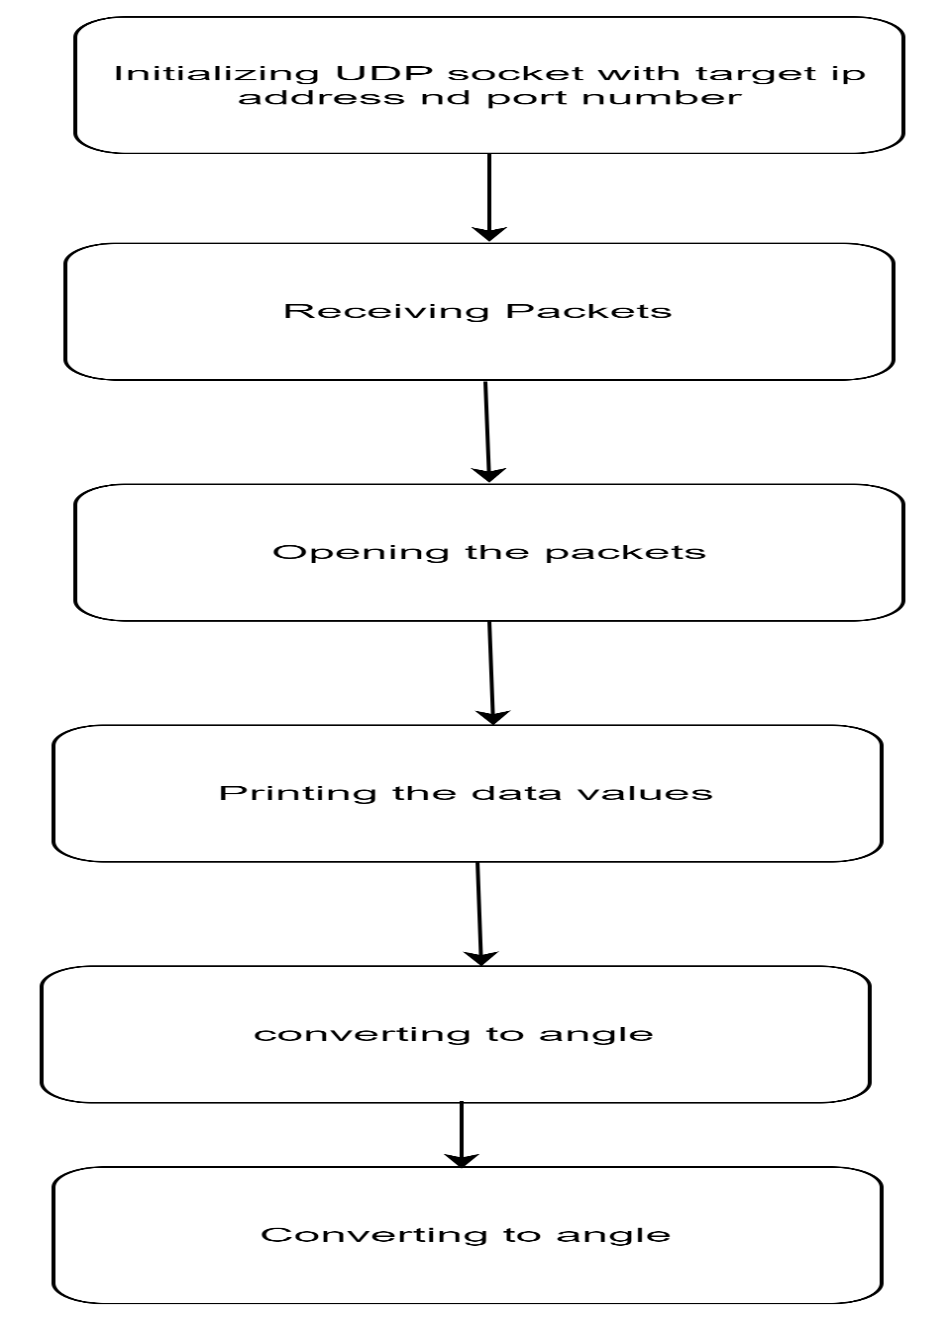 Initializing UDP socket with target ip
address nd port number
Receiving Packets
Opening the packets
Printing the data values
converting to angle
Converting to angle